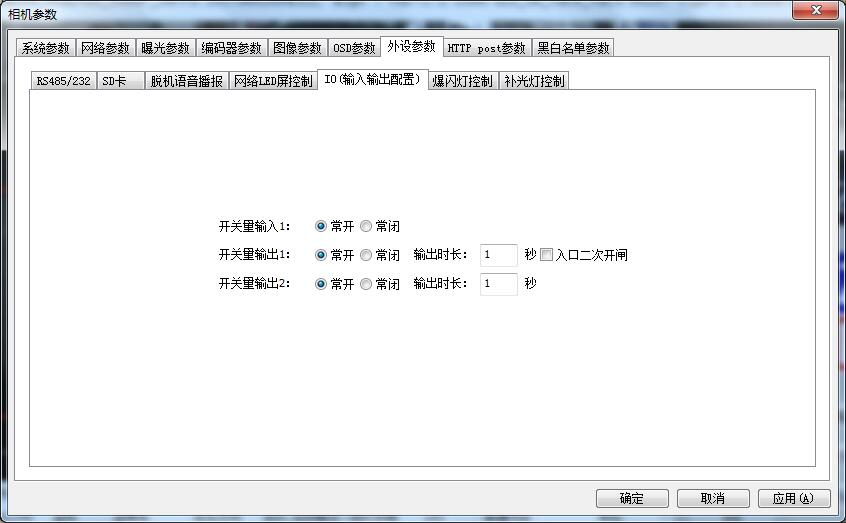 相机参数
系统参数 网络参数 曝光参数 编码器参数 图像参数 OSD参数 外设参数 HTTP post参数 黑白名单参数
RS485/232 SD卡 脱机语音播报 网络LED屏控制 IO(输入输出配置) 爆闪灯控制 补光灯控制
开关量输入1: 常开 常闭
开关量输出1: 常开 常闭 输出时长: 1 秒 入口二次开闸
开关量输出2: 常开 常闭 输出时长: 1 秒
确定 取消 应用(A)